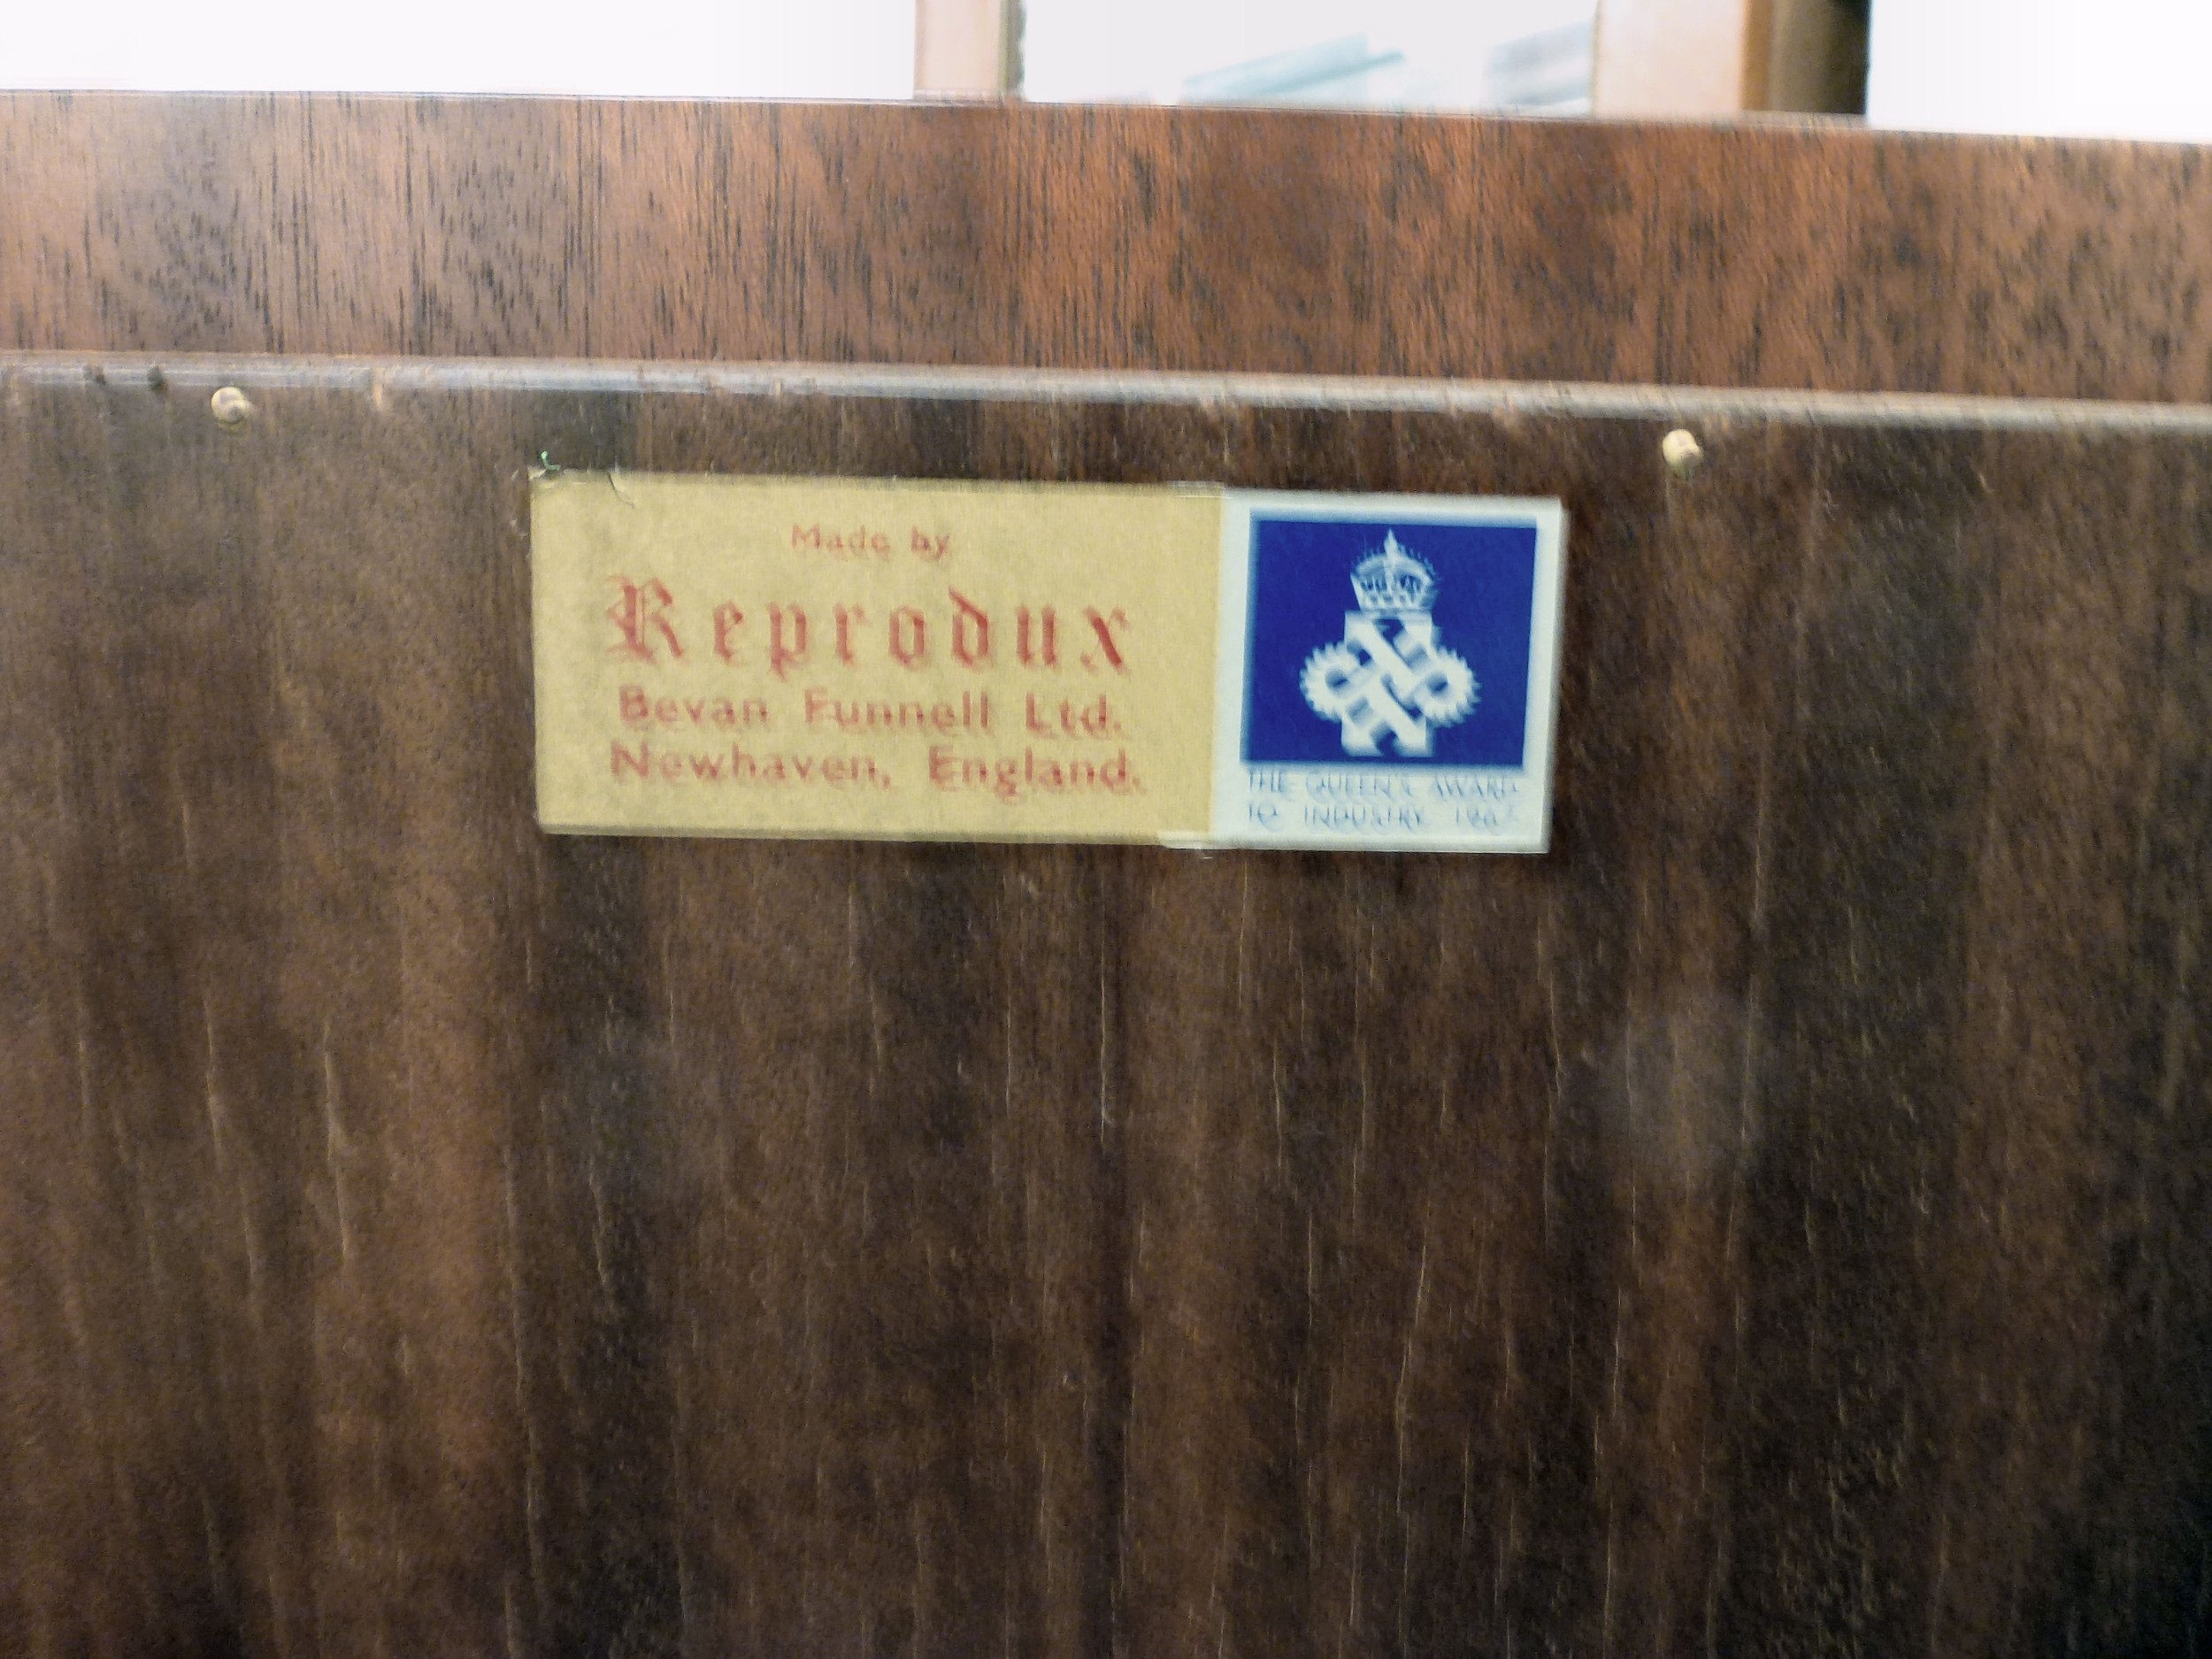 Made by
Reprodux
Bevan Funnell Ltd.
Newhaven, England.
THE QUEEN'S AWARD
TO INDUSTRY